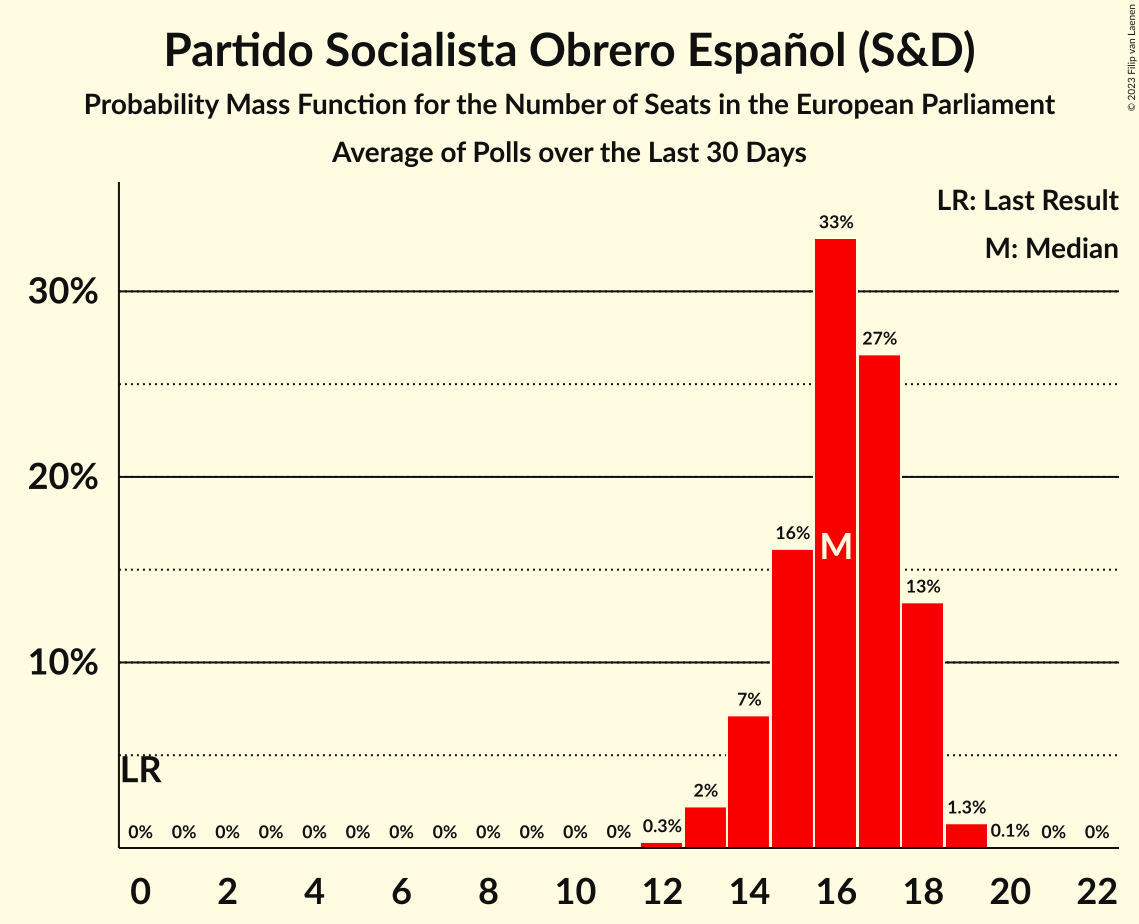 Partido Socialista Obrero Español (S&D)
Probability Mass Function for the Number of Seats in the European Parliament
Average of Polls over the Last 30 Days
© 2023 Filip van Laenen
LR: Last Result
M: Median
33%
30%
27%
20%
16%
M
13%
10%
7%
LR
2%
1.3%
0% 0% 0% 0% 0% 0% 0% 0% 0% 0% 0% 0% 0.3% 0.1% 0% 0%
0 2 4 6 8 10 12 14 16 18 20 22